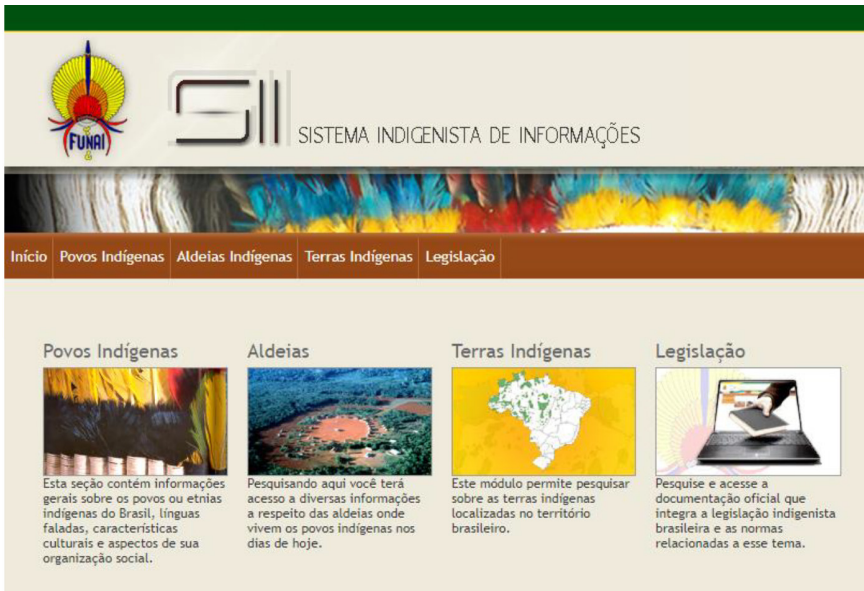 FUNAI
SII
SISTEMA INDIGENISTA DE INFORMAÇÕES
Início
Povos Indígenas
Aldeias Indígenas
Terras Indígenas
Legislação
Povos Indígenas
Esta seção contém informações
gerais sobre os povos ou etnias
indígenas do Brasil, línguas
faladas, características
culturais e aspectos de sua
organização social.
Aldeias
Pesquisando aqui você terá
acesso a diversas informações
a respeito das aldeias onde
vivem os povos indígenas nos
dias de hoje.
Terras Indígenas
Este módulo permite pesquisar
sobre as terras indígenas
localizadas no território
brasileiro.
Legislação
Pesquise e acesse a
documentação oficial que
integra a legislação indigenista
brasileira e as normas
relacionadas a esse tema.